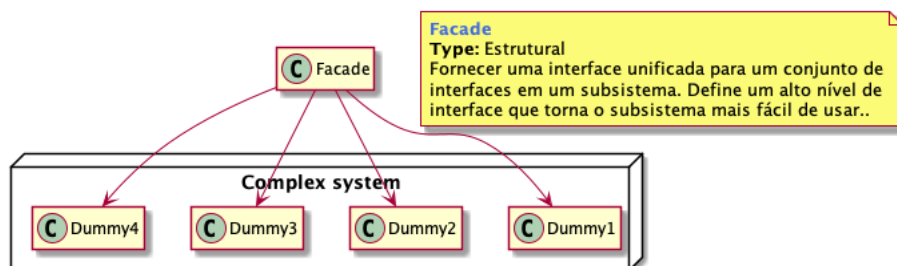 Facade
Type: Estrutural
Fornecer uma interface unificada para um conjunto de
interfaces em um subsistema. Define um alto nível de
interface que torna o subsistema mais fácil de usar..
C Facade
Complex system
C Dummy4
C Dummy3
C Dummy2
C Dummy1